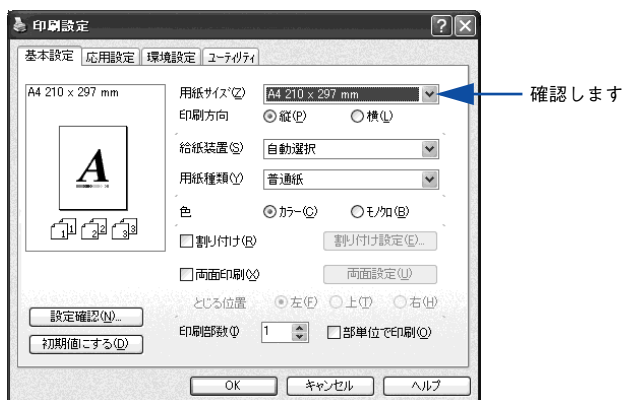 印刷設定
基本設定 応用設定 環境設定 ユーティリティ
A4 210 x 297 mm
A
1 1 2 2 3 3
設定確認(N)...
初期値にする(D)
用紙サイズ(Z) A4 210 x 297 mm
確認します
印刷方向 縦(P) 横(L)
給紙装置(S) 自動選択
用紙種類(Y) 普通紙
色 カラー(C) モノクロ(B)
割り付け(R) 割り付け設定(E)...
両面印刷(X) 両面設定(U)
とじる位置 左(F) 上(T) 右(H)
印刷部数(I) 1 部単位で印刷(O)
OK キャンセル ヘルプ